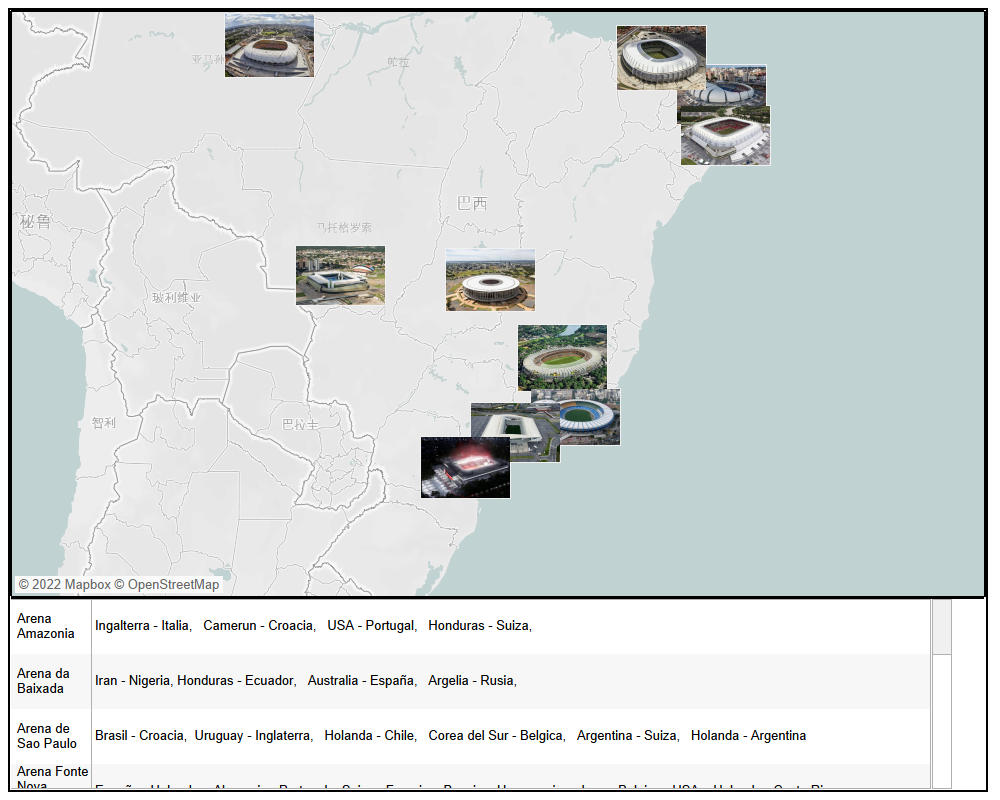 亚马孙
帕拉
巴西
秘鲁
马托格罗索
玻利维亚
智利
巴拉圭
© 2022 Mapbox © OpenStreetMap
Arena Amazonia
Ingalterra - Italia, Camerun - Croacia, USA - Portugal, Honduras - Suiza,
Arena da Baixada
Iran - Nigeria, Honduras - Ecuador, Australia - España, Argelia - Rusia,
Arena de Sao Paulo
Brasil - Croacia, Uruguay - Inglaterra, Holanda - Chile, Corea del Sur - Belgica, Argentina - Suiza, Holanda - Argentina
Arena Fonte Nova